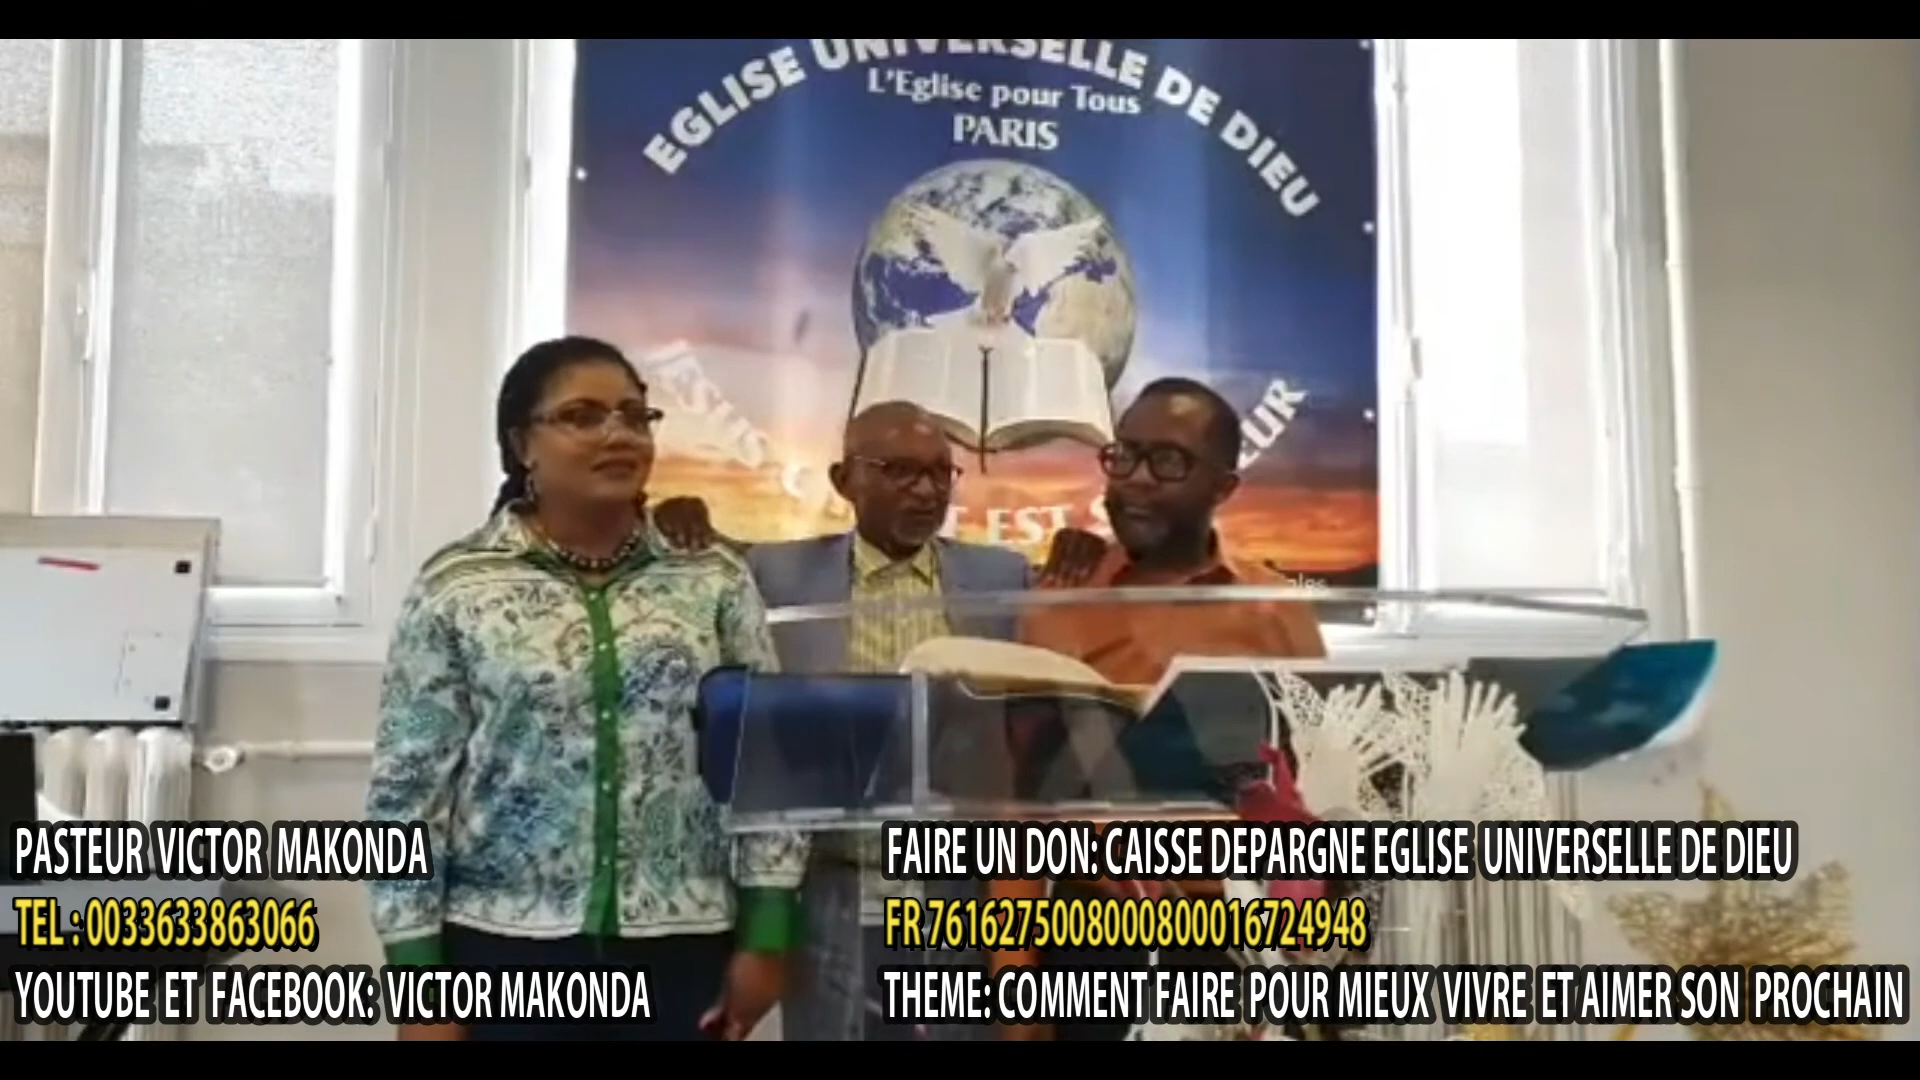 EGLISE UNIVERSELLE DE DIEU
L'Eglise pour Tous
PARIS
EST
PASTEUR VICTOR MAKONDA
TEL : 0033633863066
YOUTUBE ET FACEBOOK: VICTOR MAKONDA
FAIRE UN DON: CAISSE DEPARGNE EGLISE UNIVERSELLE DE DIEU
FR 7616275008000800016724948
THEME: COMMENT FAIRE POUR MIEUX VIVRE ET AIMER SON PROCHAIN